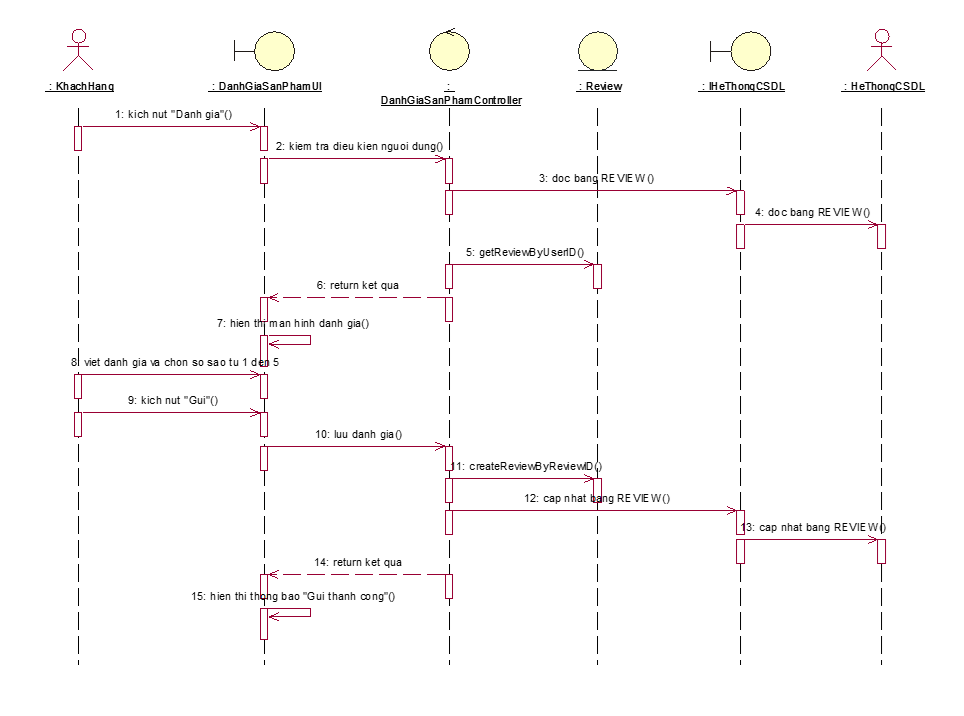 : KhachHang
: DanhGiaSanPhamUI
:
DanhGiaSanPhamController
: Review
: IHeThongCSDL
: HeThongCSDL
1: kich nut "Danh gia"()
2: kiem tra dieu kien nguoi dung()
3: doc bang REVIEW()
4: doc bang REVIEW()
5: getReviewByUserID()
6: return ket qua
7: hien thi man hinh danh gia()
8: viet danh gia va chon so sao tu 1 den 5
9: kich nut "Gui"()
10: luu danh gia()
11: createReviewByReviewID()
12: cap nhat bang REVIEW()
13: cap nhat bang REVIEW()
14: return ket qua
15: hien thi thong bao "Gui thanh cong"()